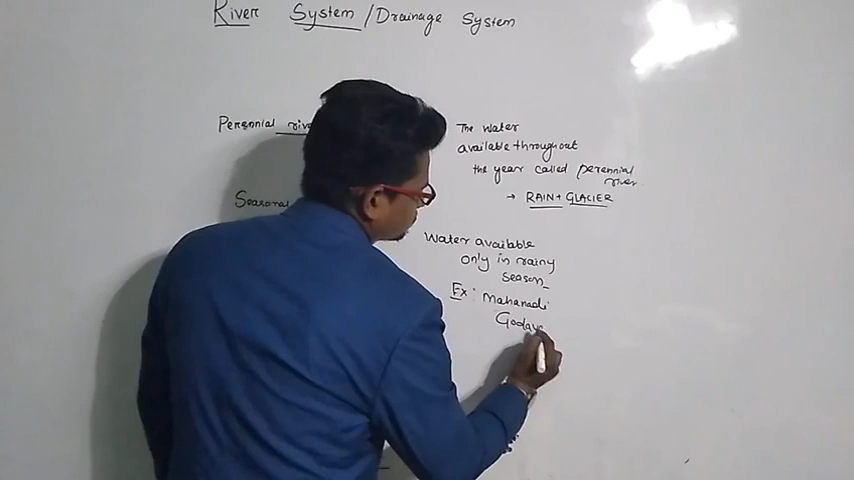 River System / Drainage System
Perennial
The water
available throughout
the year called perennial
river.
→ RAIN + GLACIER
Seasonal
Water available
only in rainy
season
Ex: Mahanadi
Godav